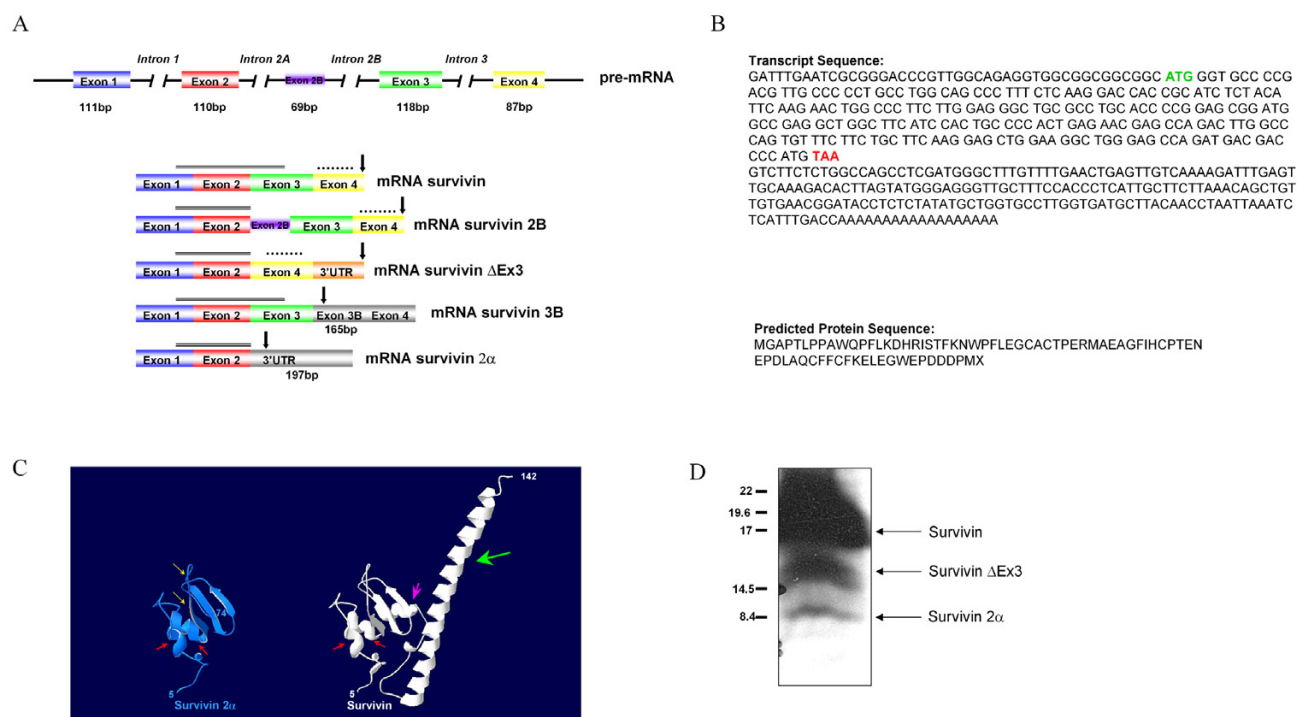 A
Intron 1 Intron 2A Intron 2B Intron 3
Exon 1 Exon 2 Exon 2B Exon 3 Exon 4 pre-mRNA
111bp 110bp 69bp 118bp 87bp
Exon 1 Exon 2 Exon 3 Exon 4 mRNA survivin
Exon 1 Exon 2 Exon 2B Exon 3 Exon 4 mRNA survivin 2B
Exon 1 Exon 2 Exon 4 3'UTR mRNA survivin ΔEx3
Exon 1 Exon 2 Exon 3 Exon 3B Exon 4 mRNA survivin 3B
165bp
Exon 1 Exon 2 3'UTR mRNA survivin 2α
197bp
B
Transcript Sequence:
GATTTGAATCGCGGGACCCGTTGGCAGAGGTGGCGGCGGCGGC ATG GGT GCC CCG
ACG TTG CCC CCT GCC TGG CAG CCC TTT CTC AAG GAC CAC CGC ATC TCT ACA
TTC AAG AAC TGG CCC TTC TTG GAG GGC TGC GCC TGC ACC CCG GAG CGG ATG
GCC GAG GCT GGC TTC ATC CAC TGC CCC ACT GAG AAC GAG CCA GAC TTG GCC
CAG TGT TTC TTC TGC TTC AAG GAG CTG GAA GGC TGG GAG CCA GAT GAC GAC
CCC ATG TAA
GTCTTCTCTGGCCAGCCTCGATGGGCTTTGTTTTGAACTGAGTTGTCAAAAGATTTGAGT
TGCAAAGACACTTAGTATGGGAGGGTTGCTTTCCACCCTCATTGCTTCTTAAACAGCTGT
TGTGAACGGATACCTCTCTATATGCTGGTGCCTTGGTGATGCTTACAACCTAATTAAATC
TCATTTGACCAAAAAAAAAAAAAAAAAA
Predicted Protein Sequence:
MGAPTLPPAWQPFLKDHRISTFKNWPFLEGCACTPERMAEAGFIHCPTEN
EPDLAQCFFCFKELEGWEPDDDPMX
C
142
74
5
Survivin 2α
5
Survivin
D
22
19.6
17
14.5
8.4
Survivin
Survivin ΔEx3
Survivin 2α